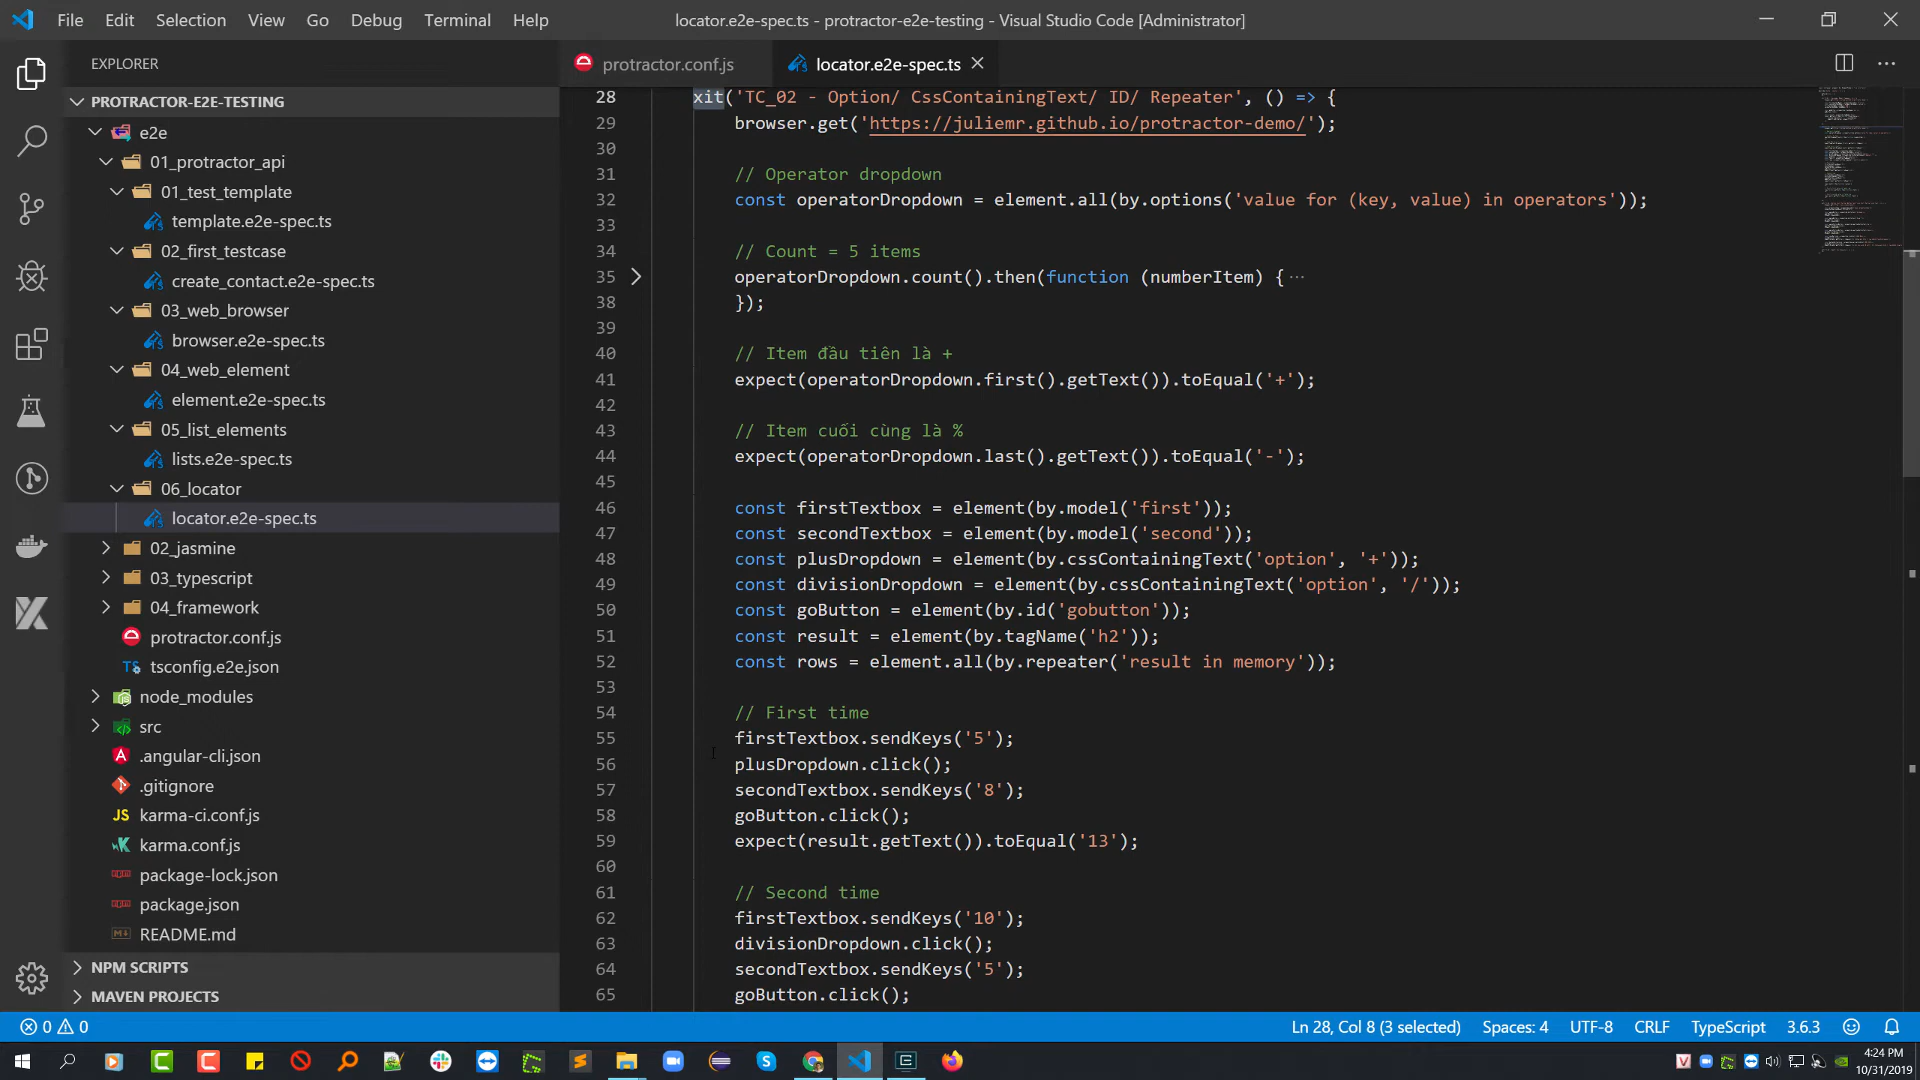 File Edit Selection View Go Debug Terminal Help
locator.e2e-spec.ts - protractor-e2e-testing - Visual Studio Code [Administrator]
EXPLORER
protractor.conf.js
locator.e2e-spec.ts
PROTRACTOR-E2E-TESTING
e2e
01_protractor_api
01_test_template
template.e2e-spec.ts
02_first_testcase
create_contact.e2e-spec.ts
03_web_browser
browser.e2e-spec.ts
04_web_element
element.e2e-spec.ts
05_list_elements
lists.e2e-spec.ts
06_locator
locator.e2e-spec.ts
02_jasmine
03_typescript
04_framework
protractor.conf.js
TS tsconfig.e2e.json
node_modules
src
.angular-cli.json
.gitignore
JS karma-ci.conf.js
karma.conf.js
package-lock.json
package.json
README.md
NPM SCRIPTS
MAVEN PROJECTS
28 xit('TC_02 - Option/ CssContainingText/ ID/ Repeater', () => {
29 browser.get('https://juliemr.github.io/protractor-demo/');
30
31 // Operator dropdown
32 const operatorDropdown = element.all(by.options('value for (key, value) in operators'));
33
34 // Count = 5 items
35 operatorDropdown.count().then(function (numberItem) {···
38 });
39
40 // Item đầu tiên là +
41 expect(operatorDropdown.first().getText()).toEqual('+');
42
43 // Item cuối cùng là %
44 expect(operatorDropdown.last().getText()).toEqual('-');
45
46 const firstTextbox = element(by.model('first'));
47 const secondTextbox = element(by.model('second'));
48 const plusDropdown = element(by.cssContainingText('option', '+'));
49 const divisionDropdown = element(by.cssContainingText('option', '/'));
50 const goButton = element(by.id('gobutton'));
51 const result = element(by.tagName('h2'));
52 const rows = element.all(by.repeater('result in memory'));
53
54 // First time
55 firstTextbox.sendKeys('5');
56 plusDropdown.click();
57 secondTextbox.sendKeys('8');
58 goButton.click();
59 expect(result.getText()).toEqual('13');
60
61 // Second time
62 firstTextbox.sendKeys('10');
63 divisionDropdown.click();
64 secondTextbox.sendKeys('5');
65 goButton.click();
0 0
Ln 28, Col 8 (3 selected) Spaces: 4 UTF-8 CRLF TypeScript 3.6.3
4:24 PM
10/31/2019